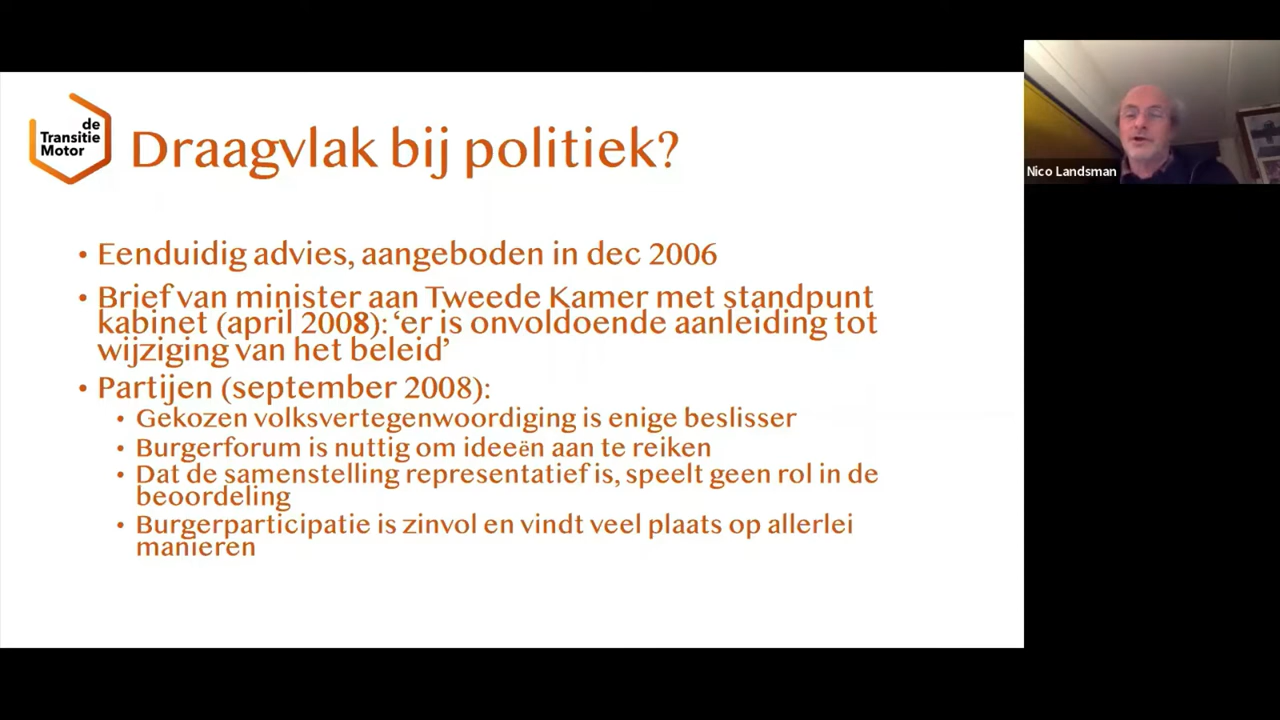 de
Transitie
Motor
Draagvlak bij politiek?
• Eenduidig advies, aangeboden in dec 2006
• Brief van minister aan Tweede Kamer met standpunt
kabinet (april 2008): ‘er is onvoldoende aanleiding tot
wijziging van het beleid’
• Partijen (september 2008):
• Gekozen volksvertegenwoordiging is enige beslisser
• Burgerforum is nuttig om ideeën aan te reiken
• Dat de samenstelling representatief is, speelt geen rol in de
beoordeling
• Burgerparticipatie is zinvol en vindt veel plaats op allerlei
manieren
Nico Landsman